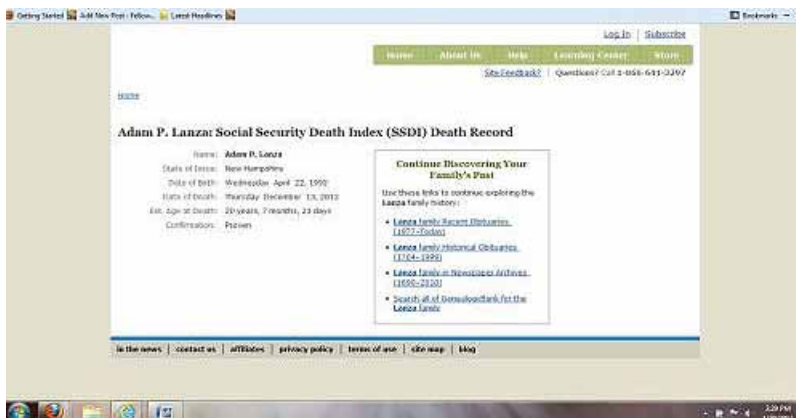 Getting Started Add New Post ‹ Fellow... Latest Headlines Bookmarks
Log In | Subscribe
Home About Us Help Learning Center Store
Site Feedback? | Questions? Call 1-866-641-3297
Home
Adam P. Lanza: Social Security Death Index (SSDI) Death Record
Name: Adam P. Lanza
State of Issue: New Hampshire
Date of Birth: Wednesday April 22, 1992
Date of Death: Thursday December 13, 2012
Est. Age at Death: 20 years, 7 months, 21 days
Confirmation: Proven
Continue Discovering Your
Family's Past
Use these links to continue exploring the
Lanza family history:
• Lanza family Recent Obituaries
(1977-Today)
• Lanza family Historical Obituaries
• Lanza family in Newspaper Archives
(1690-2010)
• Search all of GenealogyBank for the
Lanza family
in the news | contact us | affiliates | privacy policy | terms of use | site map | blog
3:29 PM